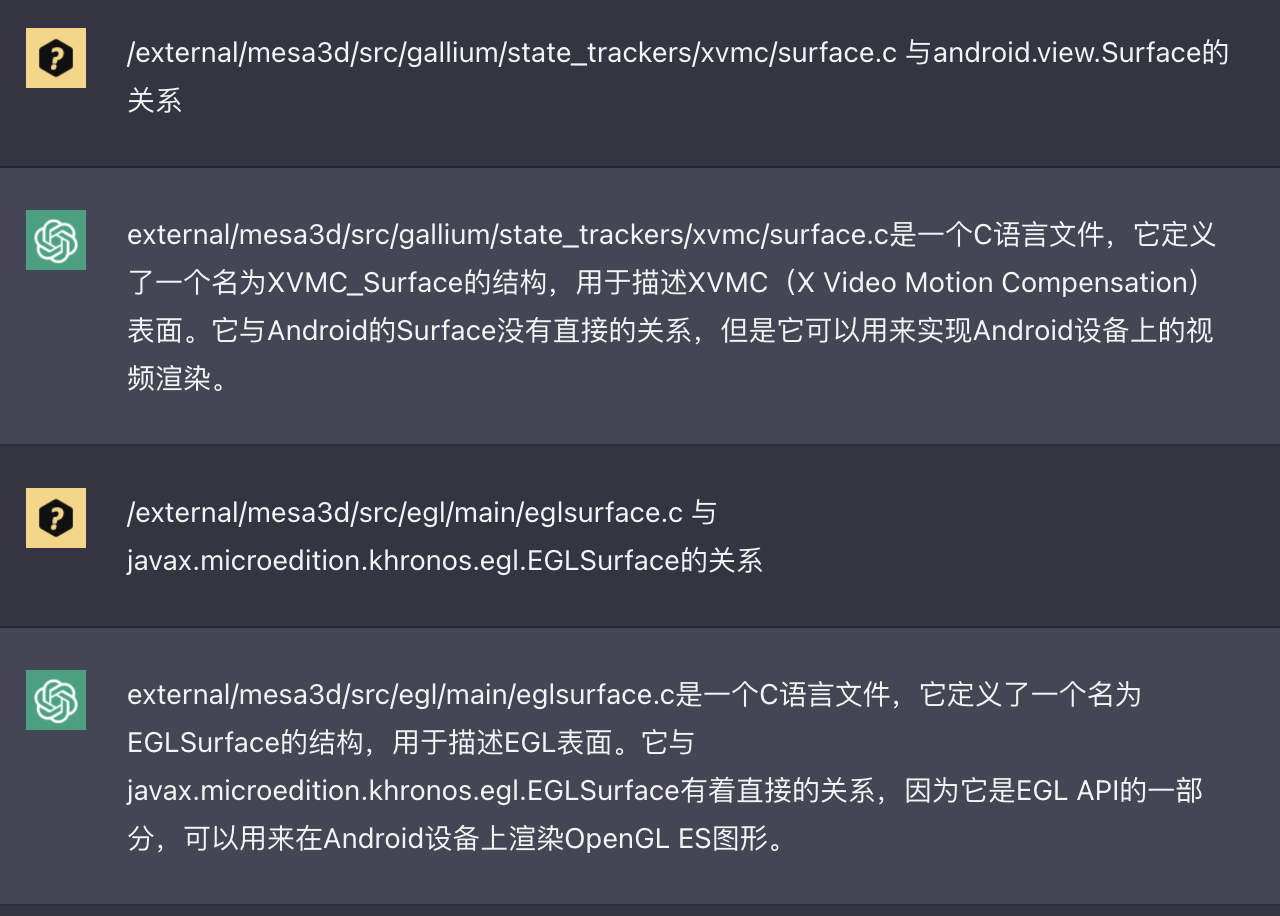 /external/mesa3d/src/gallium/state_trackers/xvmc/surface.c 与android.view.Surface的
关系
external/mesa3d/src/gallium/state_trackers/xvmc/surface.c是一个C语言文件，它定义
了一个名为XVMC_Surface的结构，用于描述XVMC（X Video Motion Compensation）
表面。它与Android的Surface没有直接的关系，但是它可以用来实现Android设备上的视
频渲染。
/external/mesa3d/src/egl/main/eglsurface.c 与
javax.microedition.khronos.egl.EGLSurface的关系
external/mesa3d/src/egl/main/eglsurface.c是一个C语言文件，它定义了一个名为
EGLSurface的结构，用于描述EGL表面。它与
javax.microedition.khronos.egl.EGLSurface有着直接的关系，因为它是EGL API的一部
分，可以用来在Android设备上渲染OpenGL ES图形。